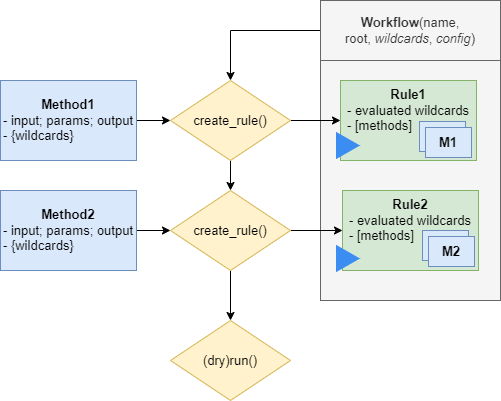 Workflow(name,
root, wildcards, config)
Method1
- input; params; output
- {wildcards}
create_rule()
Rule1
- evaluated wildcards
- [methods]
M1
Method2
- input; params; output
- {wildcards}
create_rule()
Rule2
- evaluated wildcards
- [methods]
M2
(dry)run()